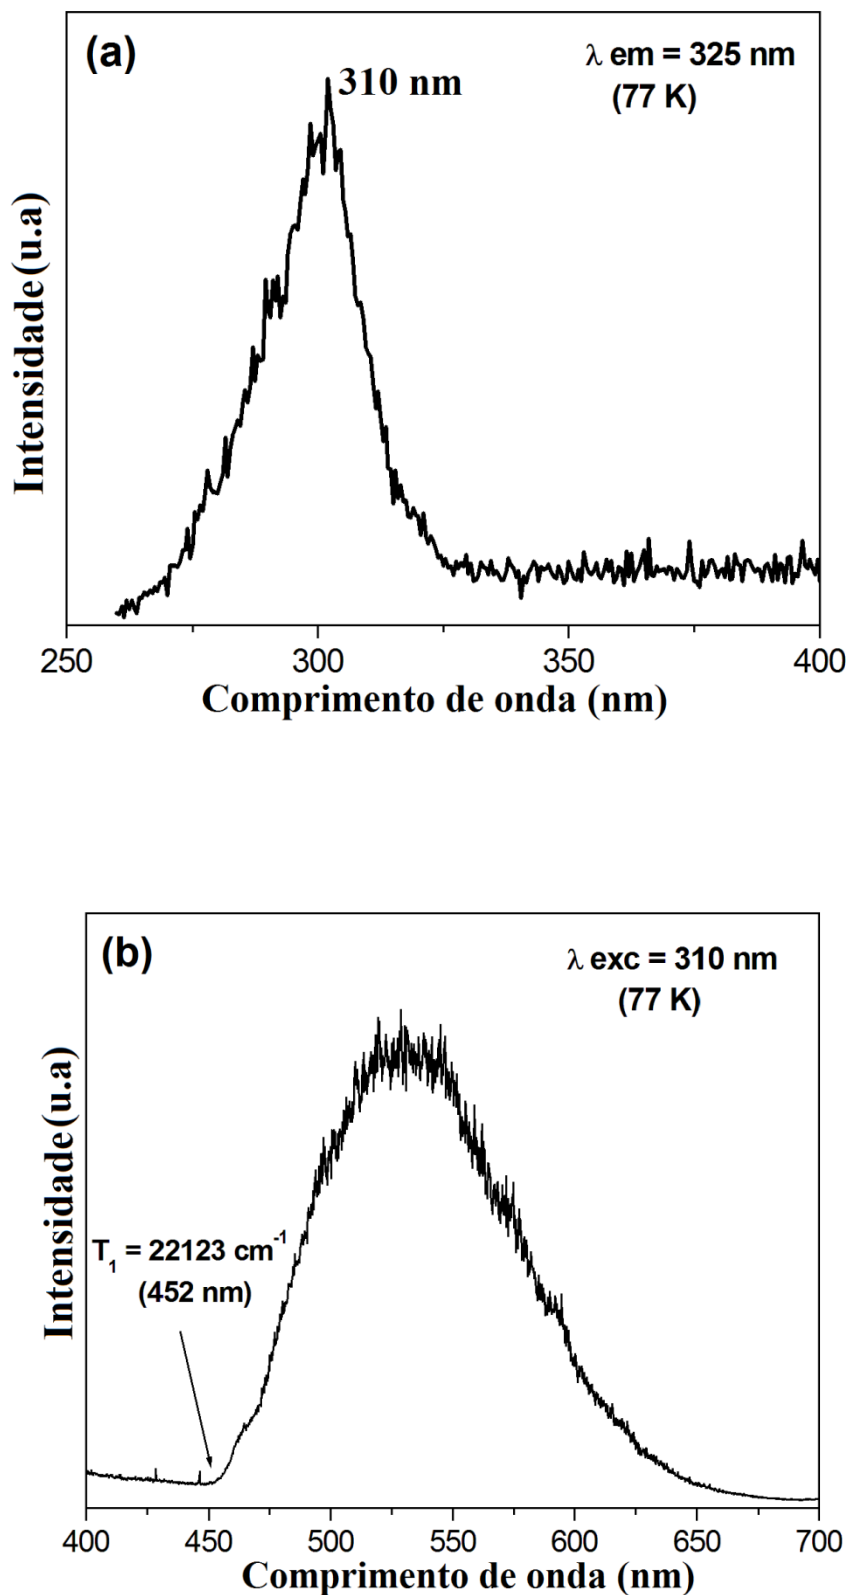 (a)
310 nm
λ em = 325 nm
(77 K)
Intensidade(u.a)
250 300 350 400
Comprimento de onda (nm)
(b)
λ exc = 310 nm
(77 K)
Intensidade(u.a)
T1 = 22123 cm-1
(452 nm)
400 450 500 550 600 650 700
Comprimento de onda (nm)